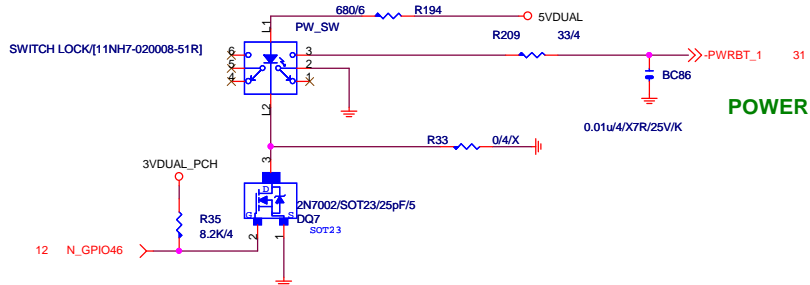 680/6
R194
5VDUAL
L1
PW_SW
R209
33/4
SWITCH LOCK/[11NH7-020008-51R]
6
5
4
3
2
1
-PWRBT_1
31
BC86
POWER
0.01u/4/X7R/25V/K
L2
R33
0/4/X
3VDUAL_PCH
3
D
G
S
2N7002/SOT23/25pF/5
DQ7
SOT23
R35
8.2K/4
2
1
12
N_GPIO46